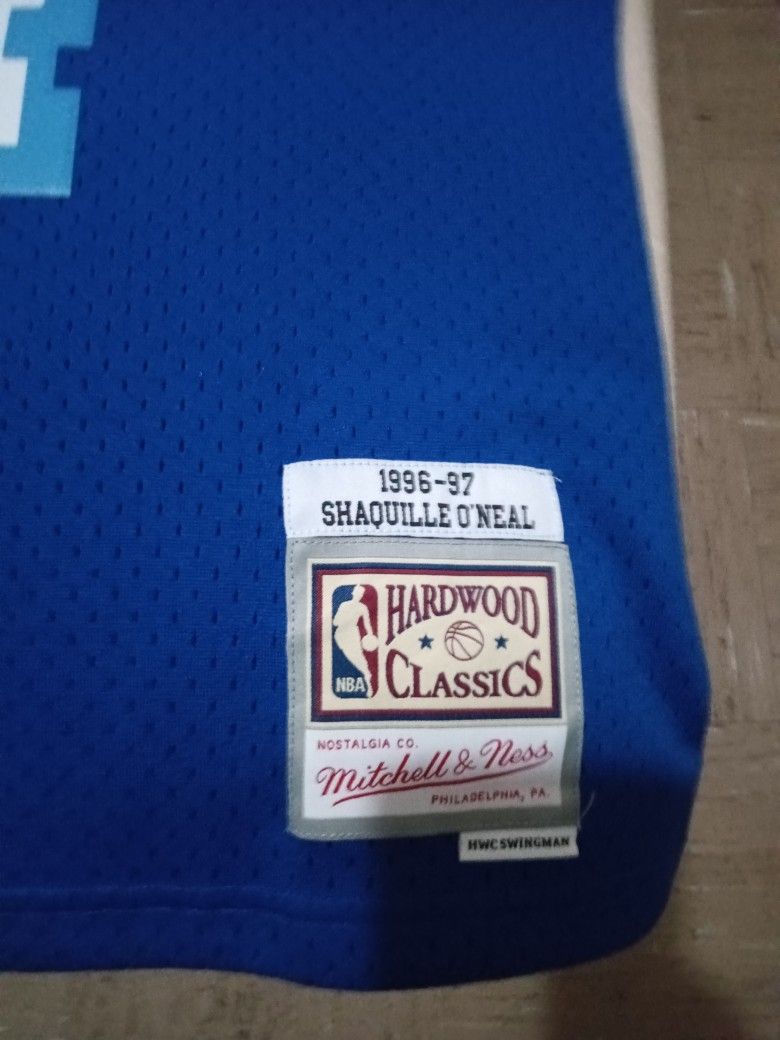 1996-97
SHAQUILLE O'NEAL
HARDWOOD
CLASSICS
NBA
NOSTALGIA CO.
Mitchell & Ness
PHILADELPHIA, PA.
HWC SWINGMAN